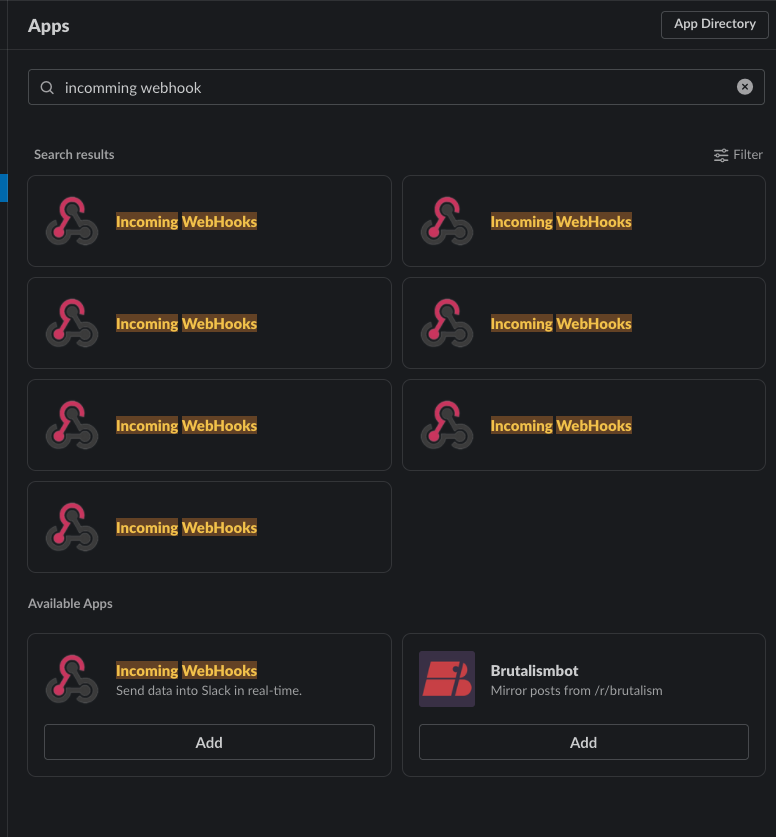 Apps
App Directory
incomming webhook
Search results
Filter
Incoming WebHooks
Incoming WebHooks
Incoming WebHooks
Incoming WebHooks
Incoming WebHooks
Incoming WebHooks
Incoming WebHooks
Available Apps
Incoming WebHooks
Send data into Slack in real-time.
Add
Brutalismbot
Mirror posts from /r/brutalism
Add